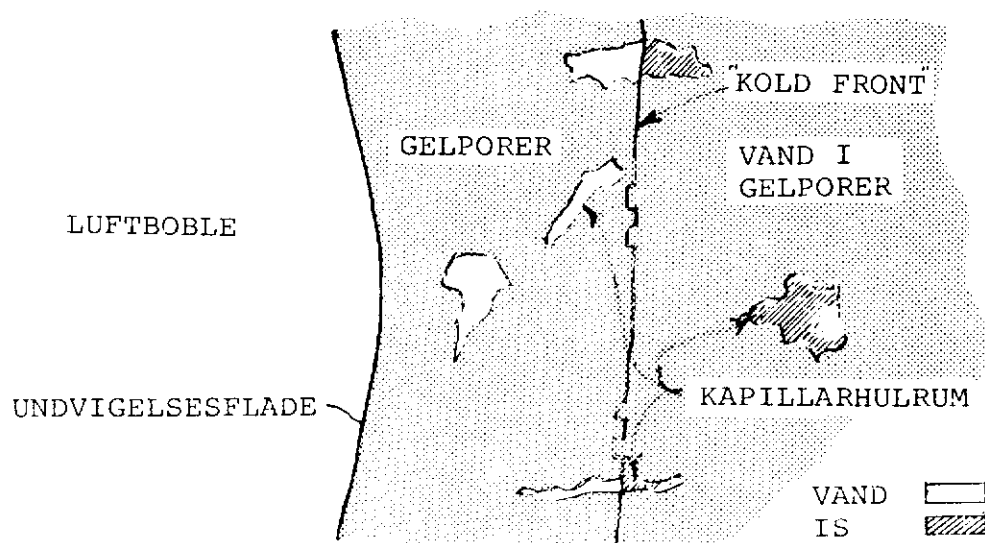 "KOLD FRONT"
GELPORER
VAND I
GELPORER
LUFTBOBLE
UNDVIGELSESFLADE
KAPILLARHULRUM
VAND
IS